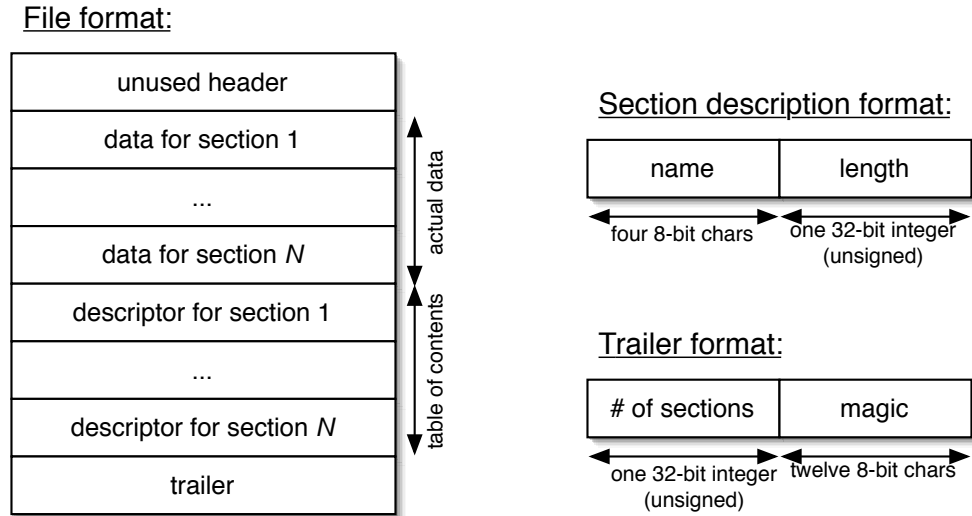 File format:
unused header
data for section 1
...
data for section N
descriptor for section 1
...
descriptor for section N
trailer
actual data
table of contents
Section description format:
name
length
four 8-bit chars
one 32-bit integer
(unsigned)
Trailer format:
# of sections
magic
one 32-bit integer
(unsigned)
twelve 8-bit chars